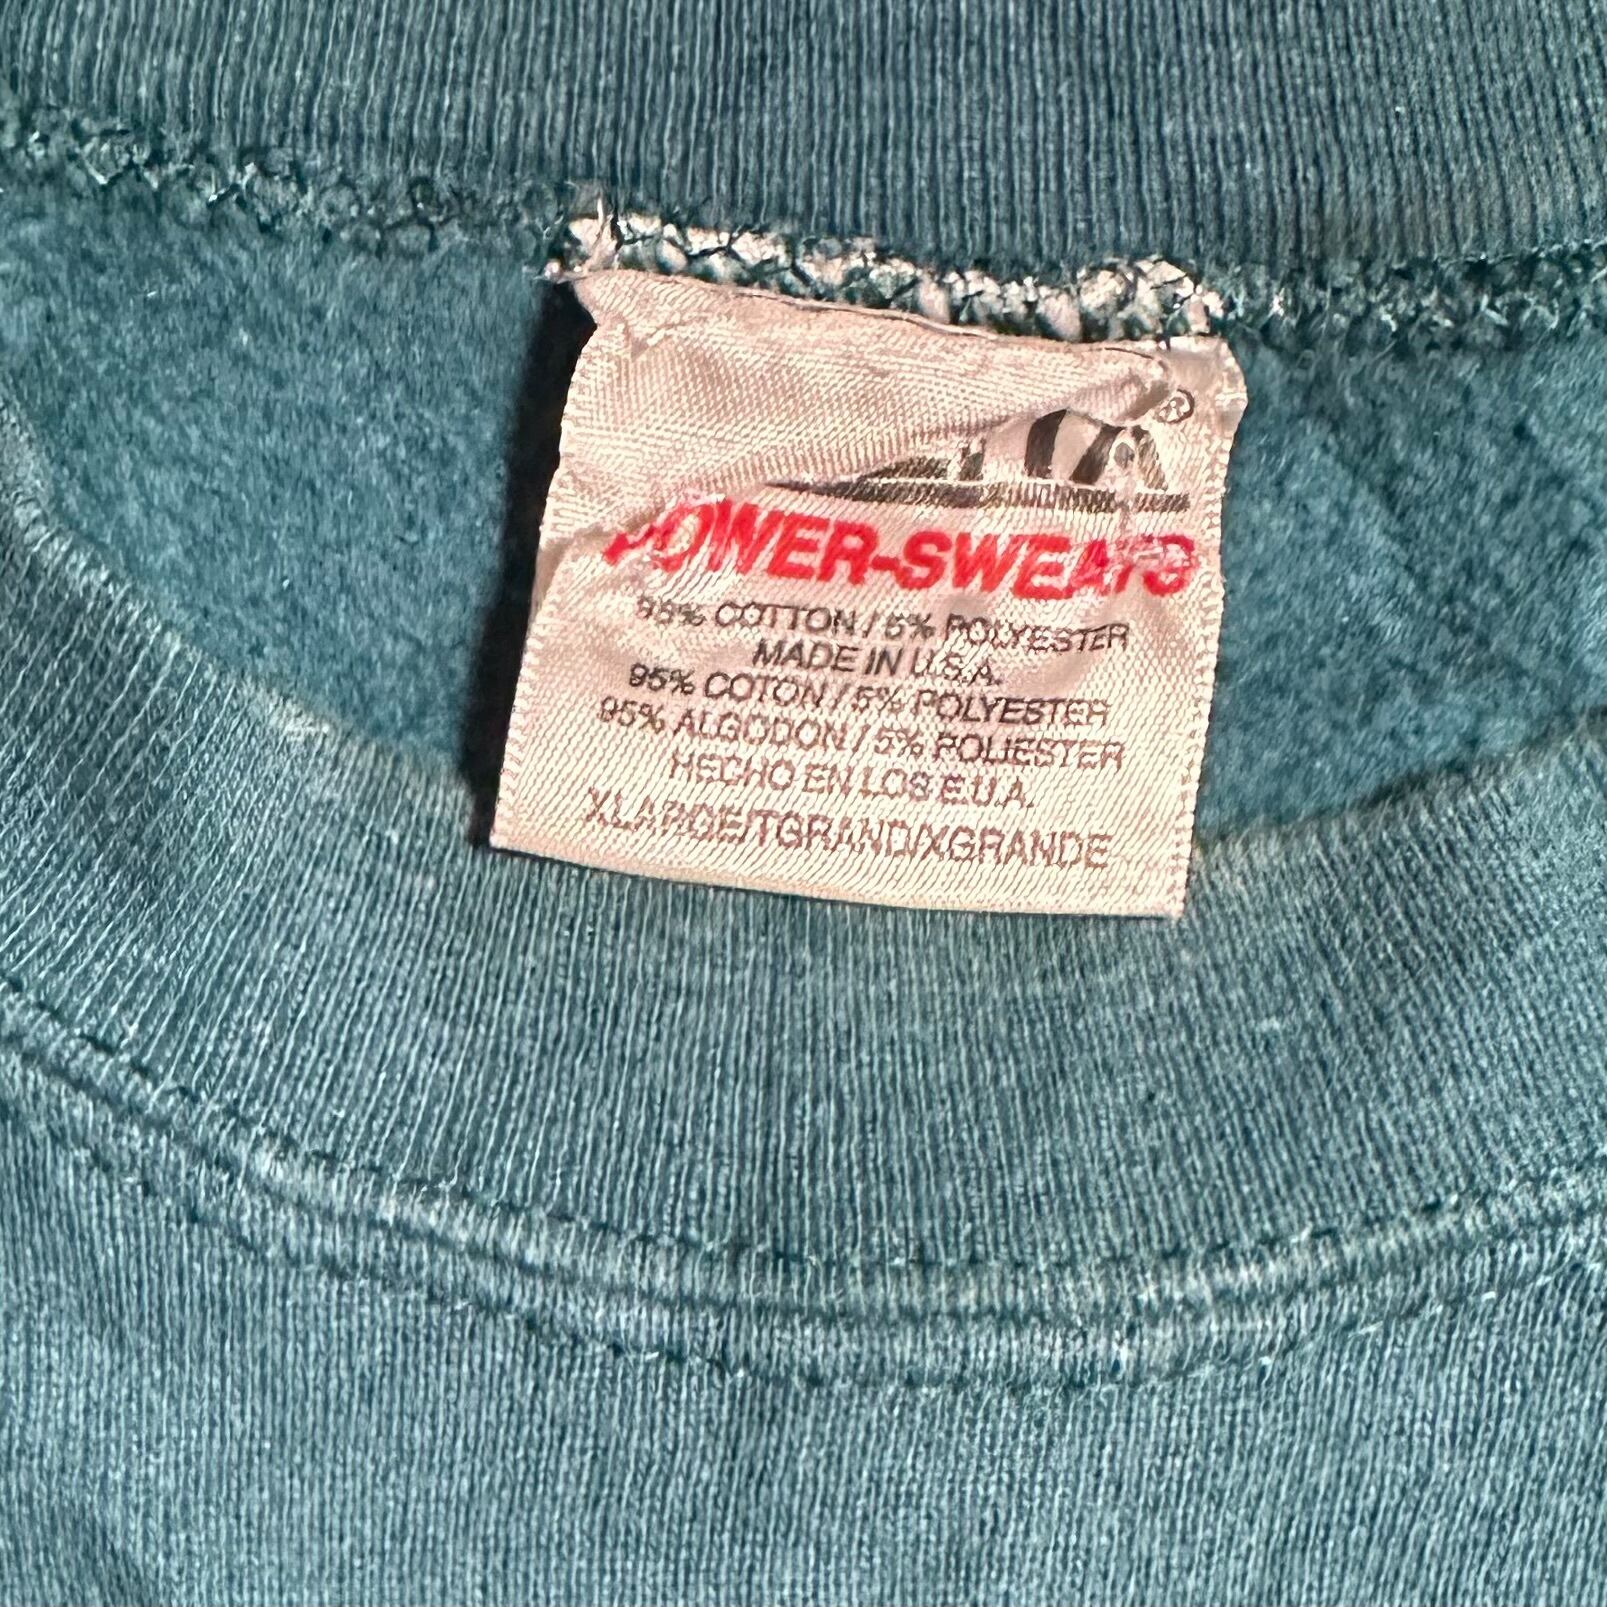 ®
POWER-SWEATS
95% COTTON / 5% POLYESTER
MADE IN U.S.A.
95% COTON / 5% POLYESTER
95% ALGODON / 5% POLIESTER
HECHO EN LOS E.U.A.
XLARGE/TGRAND/XGRANDE